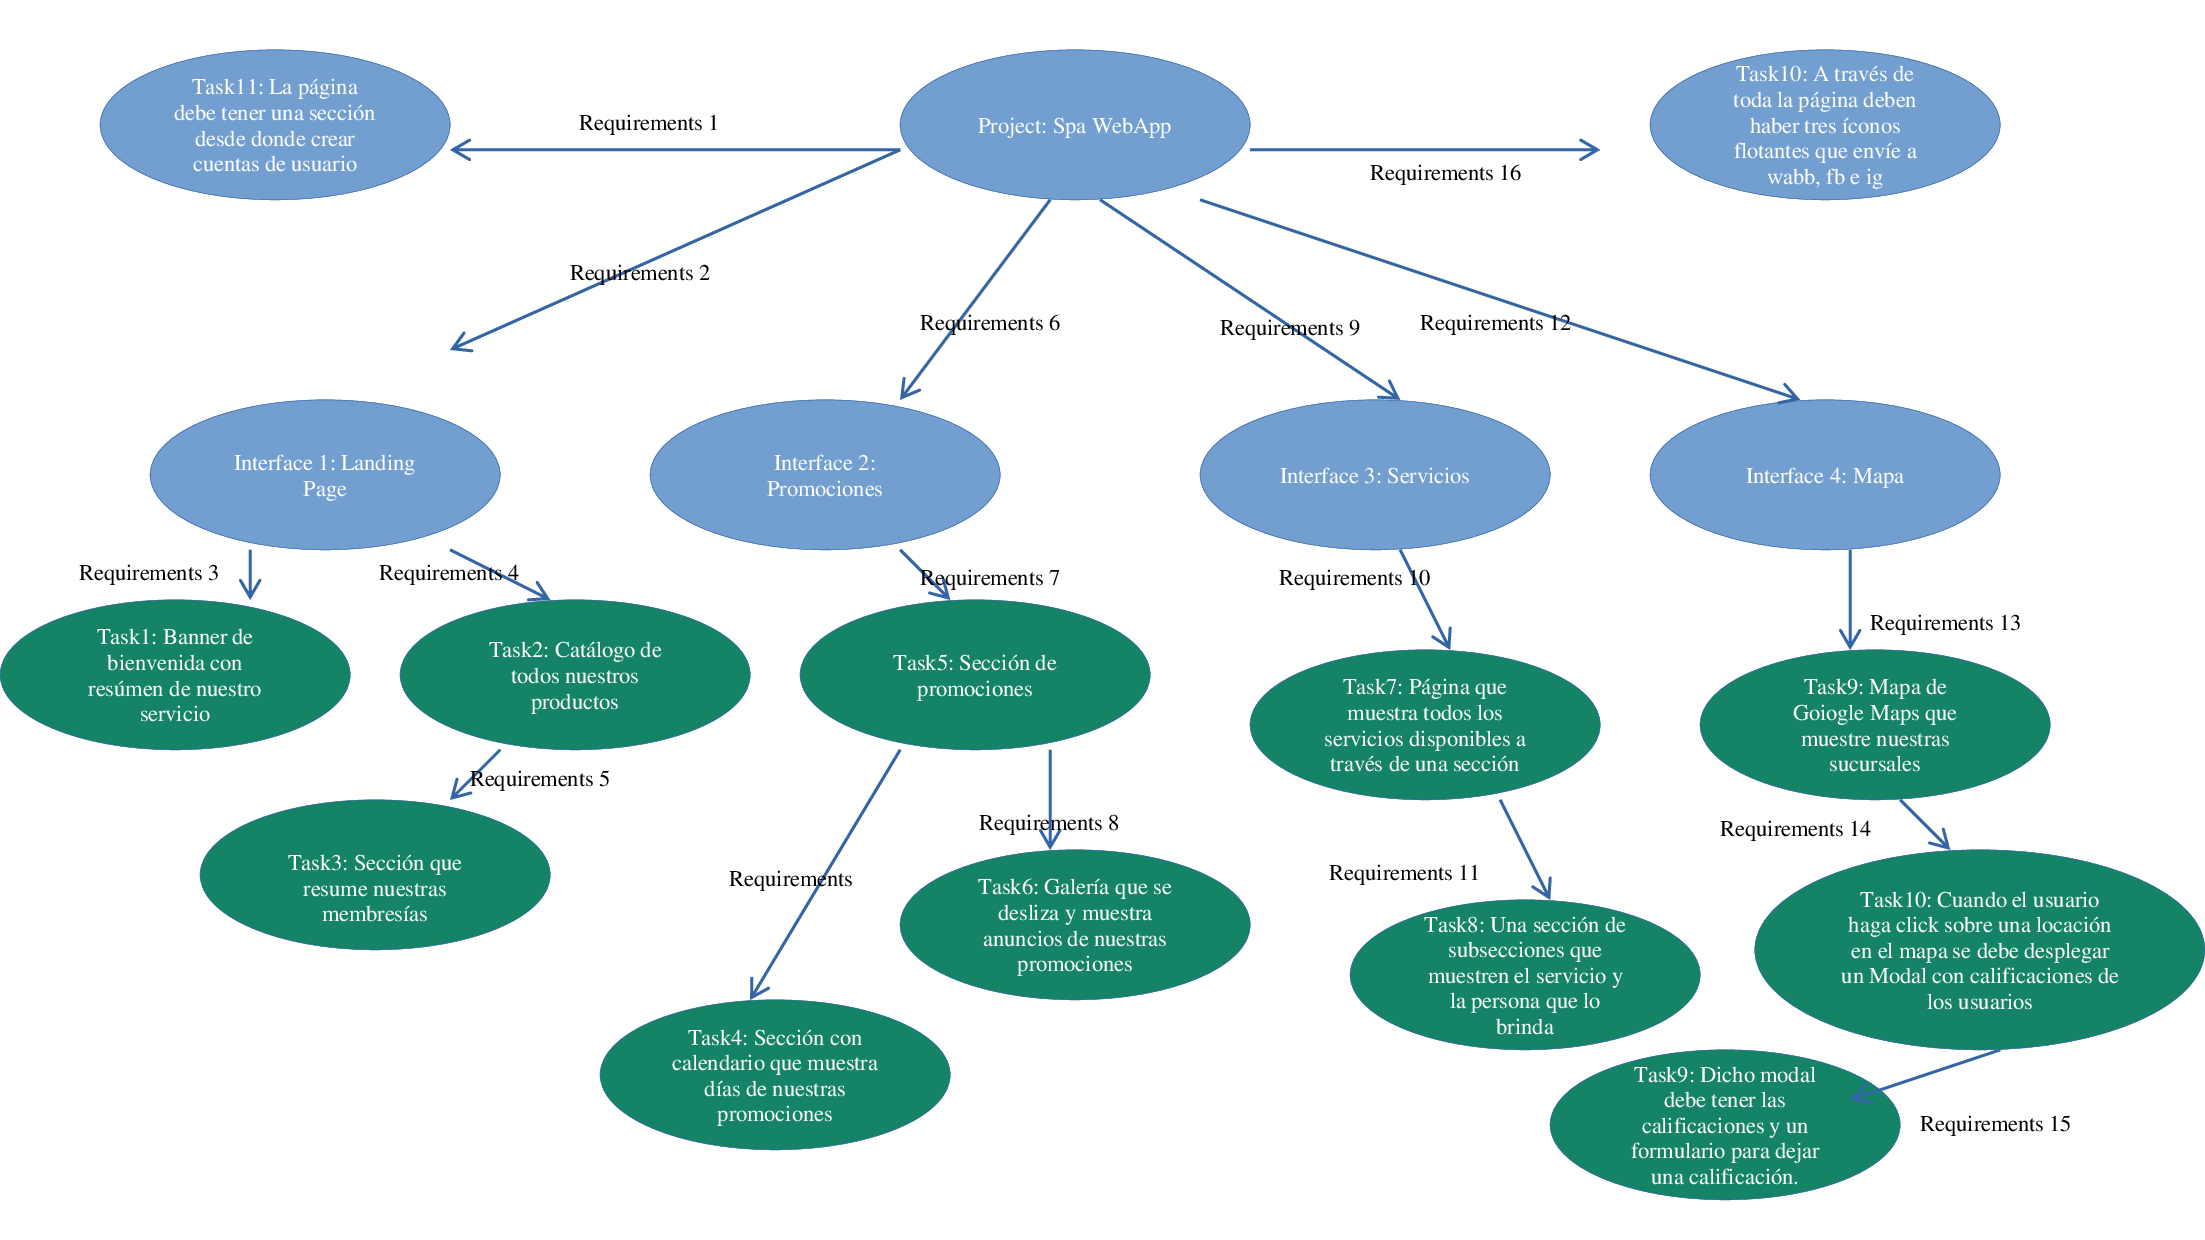 Task11: La página
debe tener una sección
desde donde crear
cuentas de usuario
Requirements 1
Project: Spa WebApp
Requirements 16
Task10: A través de
toda la página deben
haber tres íconos
flotantes que envíe a
wabb, fb e ig
Requirements 2
Requirements 6
Requirements 9
Requirements 12
Interface 1: Landing
Page
Interface 2:
Promociones
Interface 3: Servicios
Interface 4: Mapa
Requirements 3
Requirements 4
Requirements 7
Requirements 10
Requirements 13
Task1: Banner de
bienvenida con
resúmen de nuestro
servicio
Task2: Catálogo de
todos nuestros
productos
Task5: Sección de
promociones
Task7: Página que
muestra todos los
servicios disponibles a
través de una sección
Task9: Mapa de
Goiogle Maps que
muestre nuestras
sucursales
Requirements 5
Requirements 8
Requirements 14
Task3: Sección que
resume nuestras
membresías
Requirements
Task6: Galería que se
desliza y muestra
anuncios de nuestras
promociones
Requirements 11
Task8: Una sección de
subsecciones que
muestren el servicio y
la persona que lo
brinda
Task10: Cuando el usuario
haga click sobre una locación
en el mapa se debe desplegar
un Modal con calificaciones de
los usuarios
Task4: Sección con
calendario que muestra
días de nuestras
promociones
Task9: Dicho modal
debe tener las
calificaciones y un
formulario para dejar
una calificación.
Requirements 15